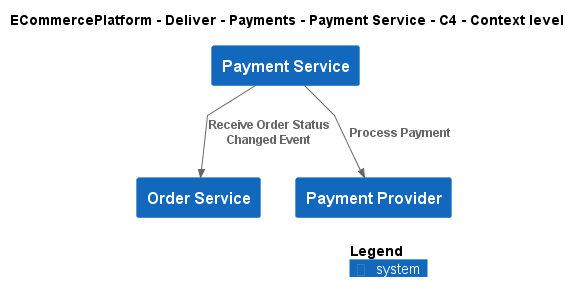 ECommercePlatform - Deliver - Payments - Payment Service - C4 - Context level
Payment Service
Receive Order Status
Changed Event
Process Payment
Order Service
Payment Provider
Legend
system